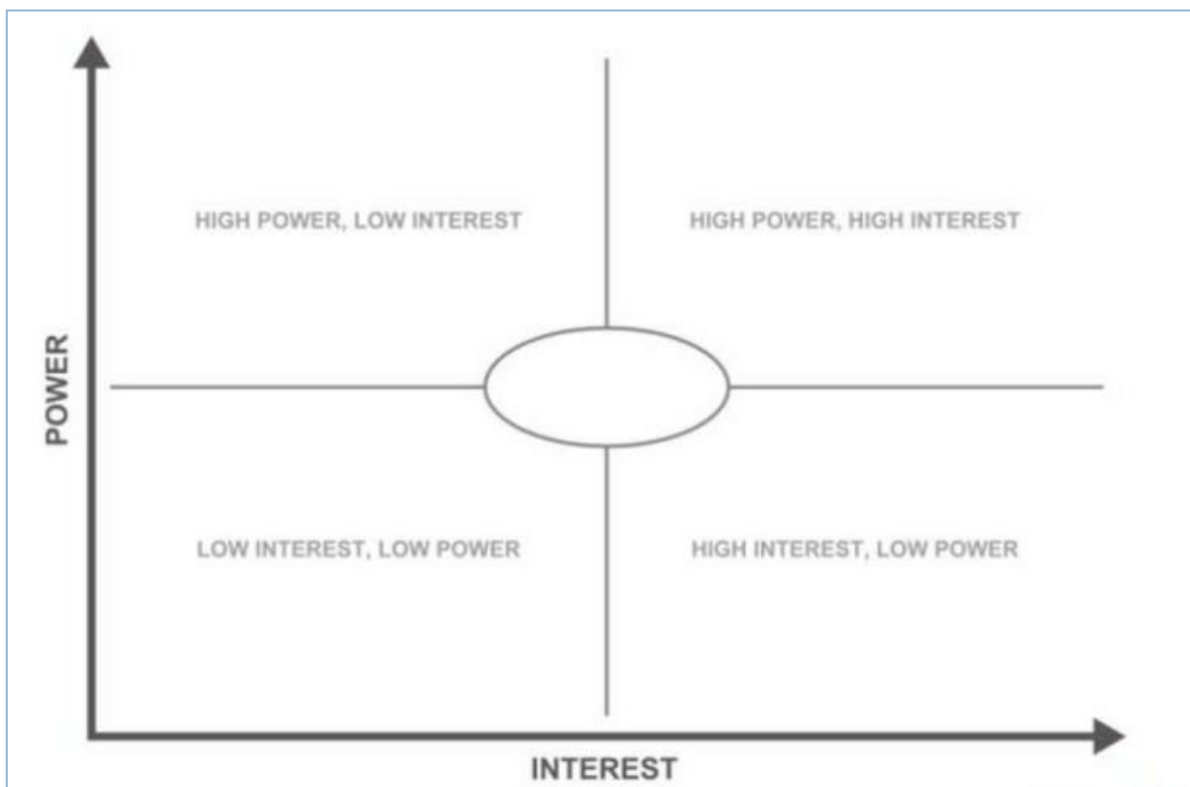 HIGH POWER, LOW INTEREST
HIGH POWER, HIGH INTEREST
POWER
LOW INTEREST, LOW POWER
HIGH INTEREST, LOW POWER
INTEREST